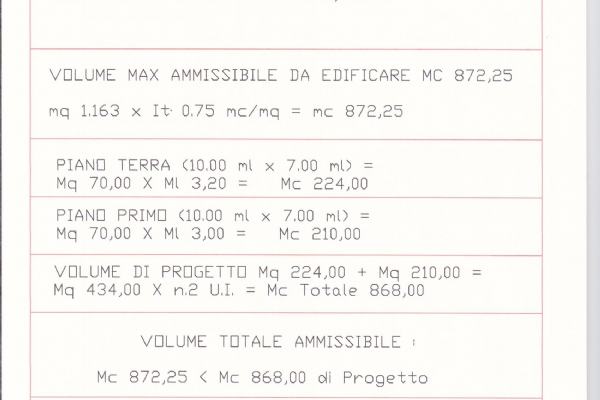 VOLUME MAX AMMISSIBILE DA EDIFICARE MC 872,25
mq 1.163 x It. 0.75 mc/mq = mc 872,25
PIANO TERRA (10.00 ml x 7.00 ml) =
Mq 70,00 X Ml 3,20 = Mc 224,00
PIANO PRIMO (10.00 ml x 7.00 ml) =
Mq 70,00 X Ml 3,00 = Mc 210,00
VOLUME DI PROGETTO Mq 224,00 + Mq 210,00 =
Mq 434,00 X n.2 U.I. = Mc Totale 868,00
VOLUME TOTALE AMMISSIBILE :
Mc 872,25 < Mc 868,00 di Progetto